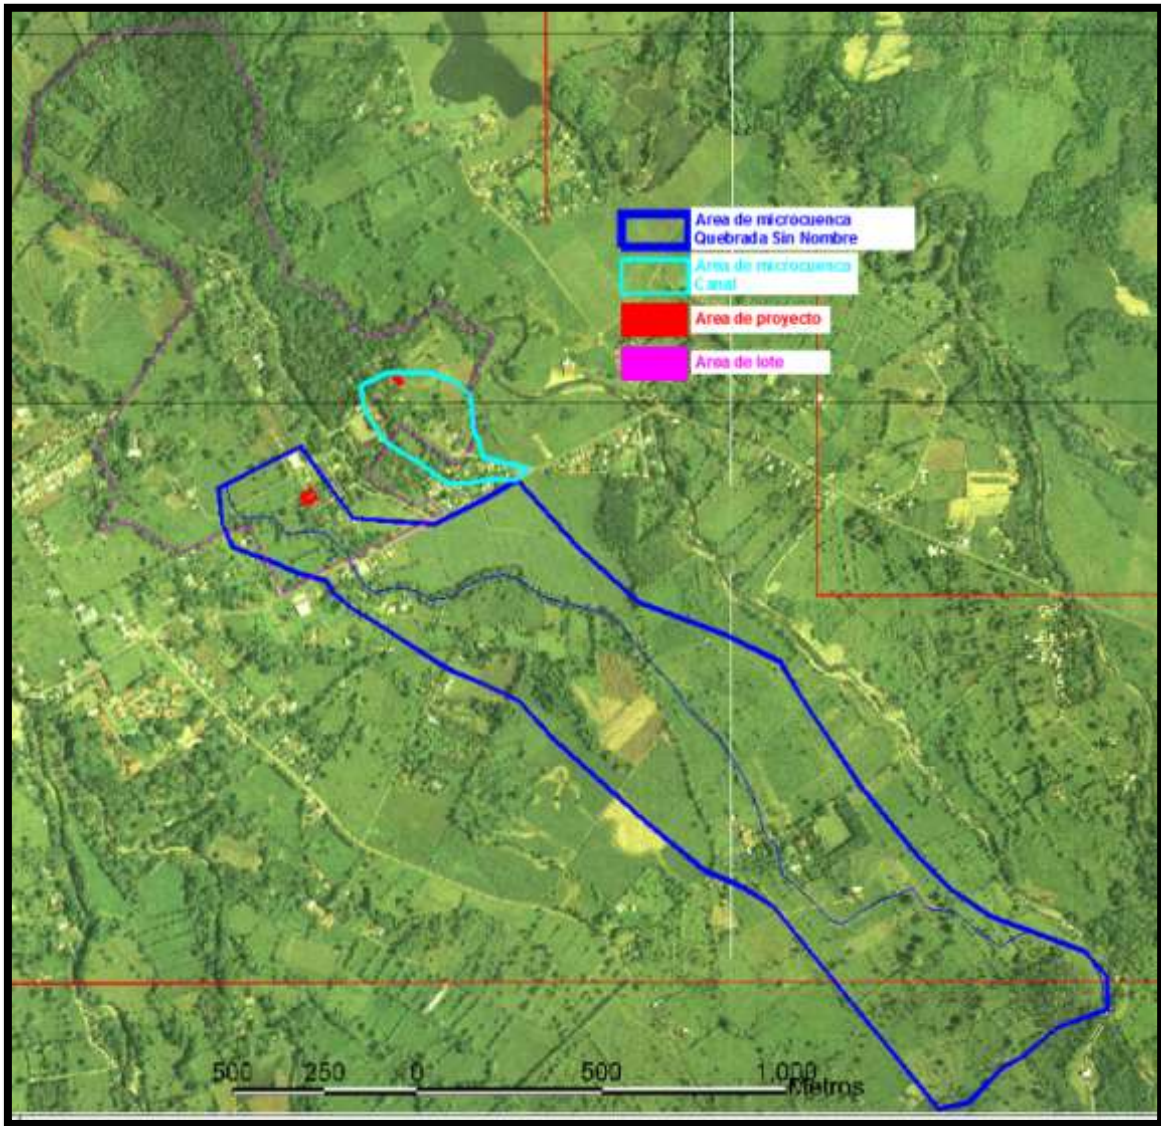 Area de microcuenca
Quebrada Sin Nombre
Area de microcuenca
Canal
Area de proyecto
Area de lote
500 250 0 500 1,000
Metros